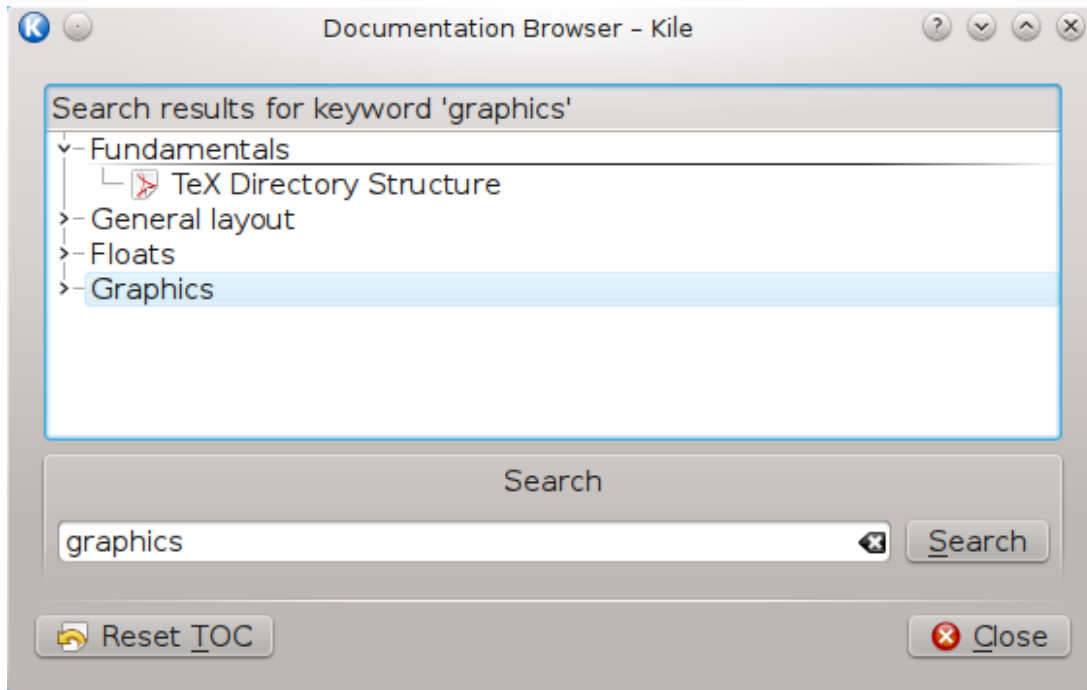 Documentation Browser – Kile
Search results for keyword 'graphics'
Fundamentals
TeX Directory Structure
General layout
Floats
Graphics
Search
graphics
Search
Reset TOC
Close